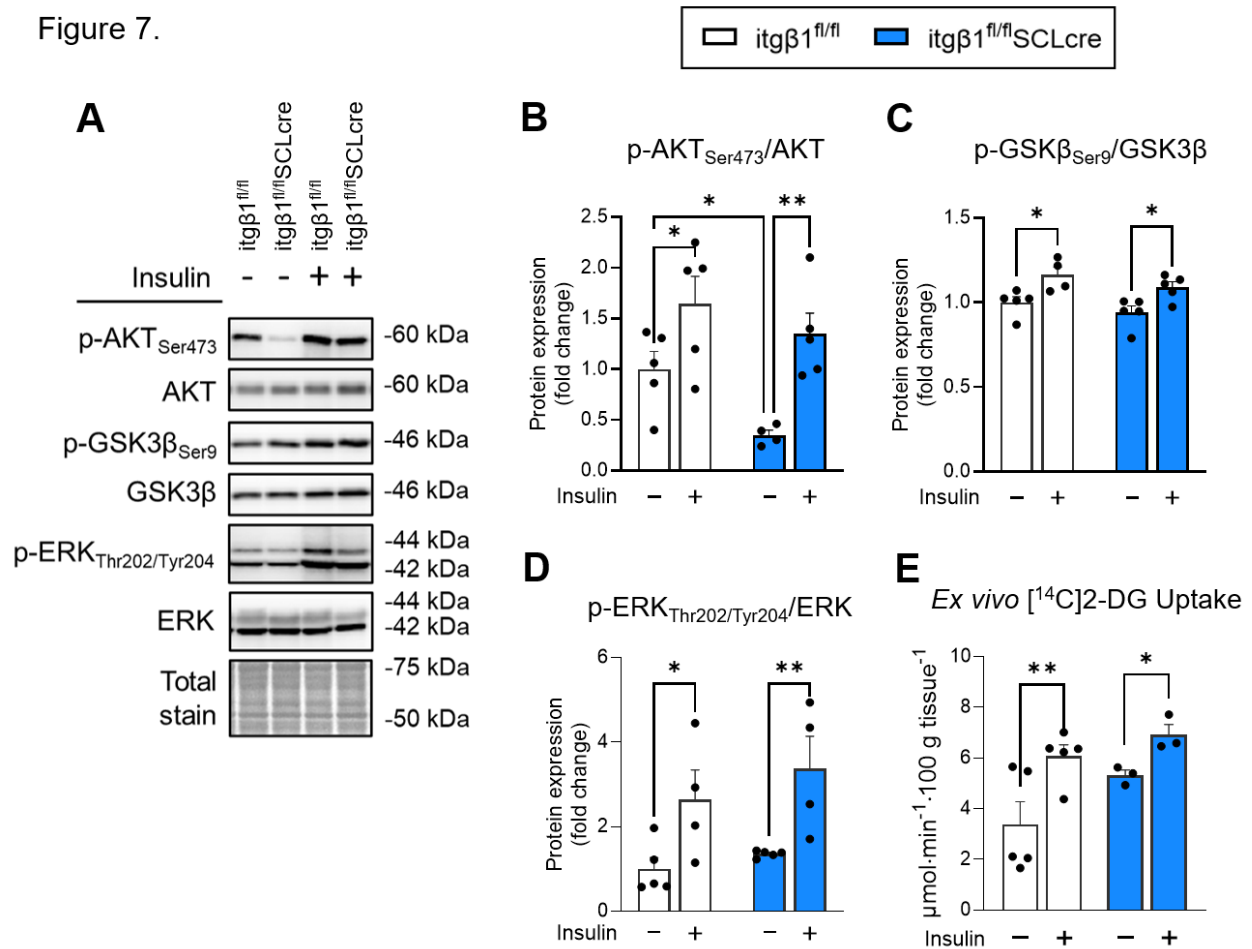 Figure 7.
itgβ1fl/fl itgβ1fl/flSCLcre
A
itgβ1fl/fl
itgβ1fl/flSCLcre
itgβ1fl/fl
itgβ1fl/flSCLcre
Insulin - - + +
p-AKTSer473 -60 kDa
AKT -60 kDa
p-GSK3βSer9 -46 kDa
GSK3β -46 kDa
p-ERKThr202/Tyr204 -44 kDa
-42 kDa
ERK -44 kDa
-42 kDa
Total stain -75 kDa
-50 kDa
B
p-AKTSer473/AKT
Protein expression
(fold change)
2.5
2.0
1.5
1.0
0.5
0.0
* * **
Insulin − + − +
C
p-GSKβSer9/GSK3β
Protein expression
(fold change)
1.5
1.0
0.5
0.0
* *
Insulin − + − +
D
p-ERKThr202/Tyr204/ERK
Protein expression
(fold change)
6
4
2
0
* **
Insulin − + − +
E
Ex vivo [14C]2-DG Uptake
µmol·min-1·100 g tissue-1
10
8
6
4
2
0
** *
Insulin − + − +